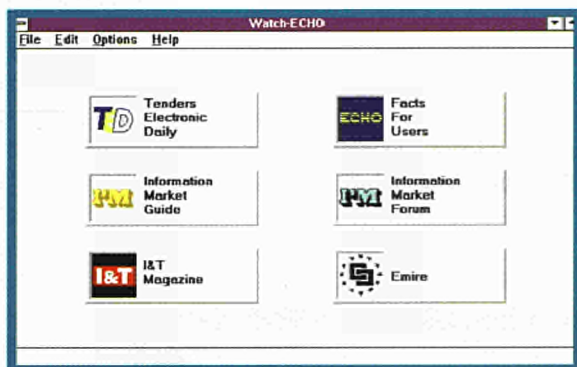 Watch-ECHO
File Edit Options Help
TD
Tenders
Electronic
Daily
ECHO
Facts
For
Users
I'M
Information
Market
Guide
I'M
Information
Market
Forum
I&T
I&T
Magazine
Emire